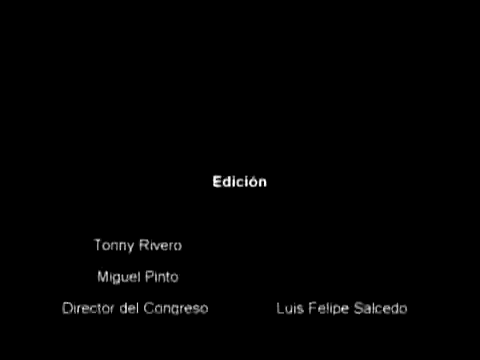 Edición
Tonny Rivero
Miguel Pinto
Director del Congreso Luis Felipe Salcedo